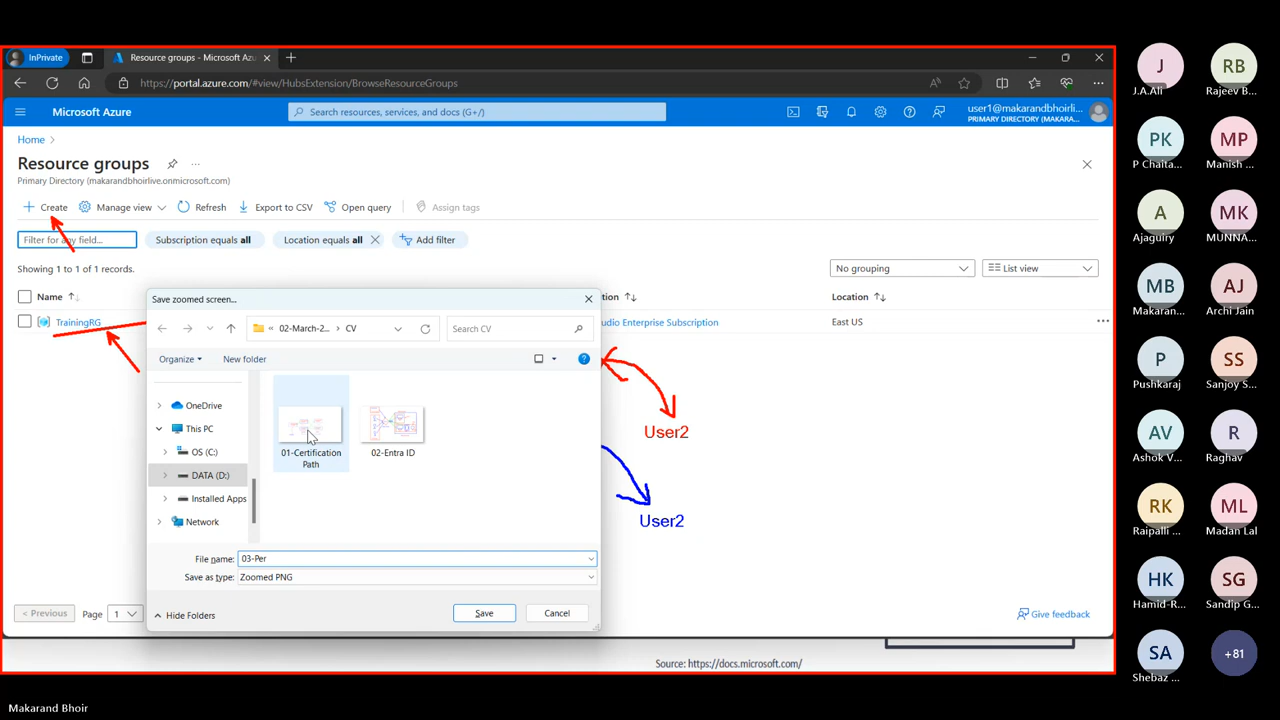 InPrivate
Resource groups - Microsoft Azu
https://portal.azure.com/#view/HubsExtension/BrowseResourceGroups
Microsoft Azure
Search resources, services, and docs (G+/)
user1@makarandbhoirli...
PRIMARY DIRECTORY (MAKARA...
Home
Resource groups
Primary Directory (makarandbhoirlive.onmicrosoft.com)
Create
Manage view
Refresh
Export to CSV
Open query
Assign tags
Filter for any field...
Subscription equals all
Location equals all
Add filter
Showing 1 to 1 of 1 records.
No grouping
List view
Name
tion
Location
TrainingRG
udio Enterprise Subscription
East US
Save zoomed screen...
« 02-March-2... > CV
Search CV
Organize
New folder
OneDrive
This PC
OS (C:)
DATA (D:)
Installed Apps
Network
01-Certification
Path
02-Entra ID
File name: 03-Per
Save as type: Zoomed PNG
Hide Folders
Save
Cancel
User2
User2
< Previous
Page 1
Give feedback
Source: https://docs.microsoft.com/
Makarand Bhoir
J
J.A.Ali
RB
Rajeev B...
PK
P Chaita...
MP
Manish ...
A
Ajaguiry
MK
MUNNA...
MB
Makaran...
AJ
Archi Jain
P
Pushkaraj
SS
Sanjoy S...
AV
Ashok V...
R
Raghav
RK
Raipalli ...
ML
Madan Lal
HK
Hamid-R...
SG
Sandip G...
SA
Shebaz ...
+81